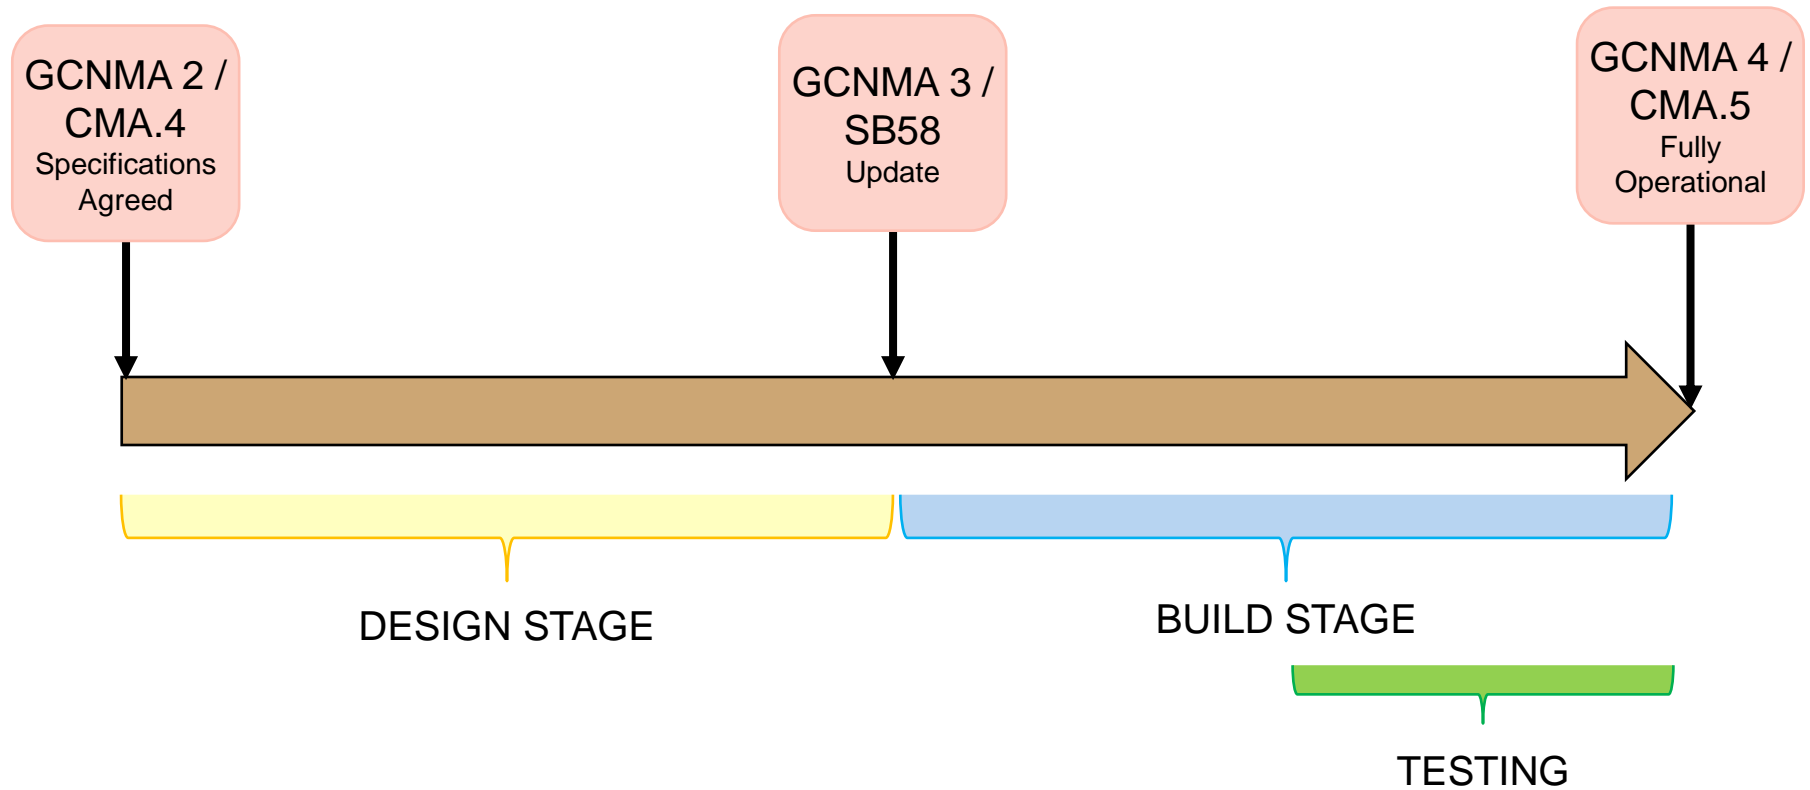 GCNMA 2 /
CMA.4
Specifications
Agreed
GCNMA 3 /
SB58
Update
GCNMA 4 /
CMA.5
Fully
Operational
DESIGN STAGE
BUILD STAGE
TESTING